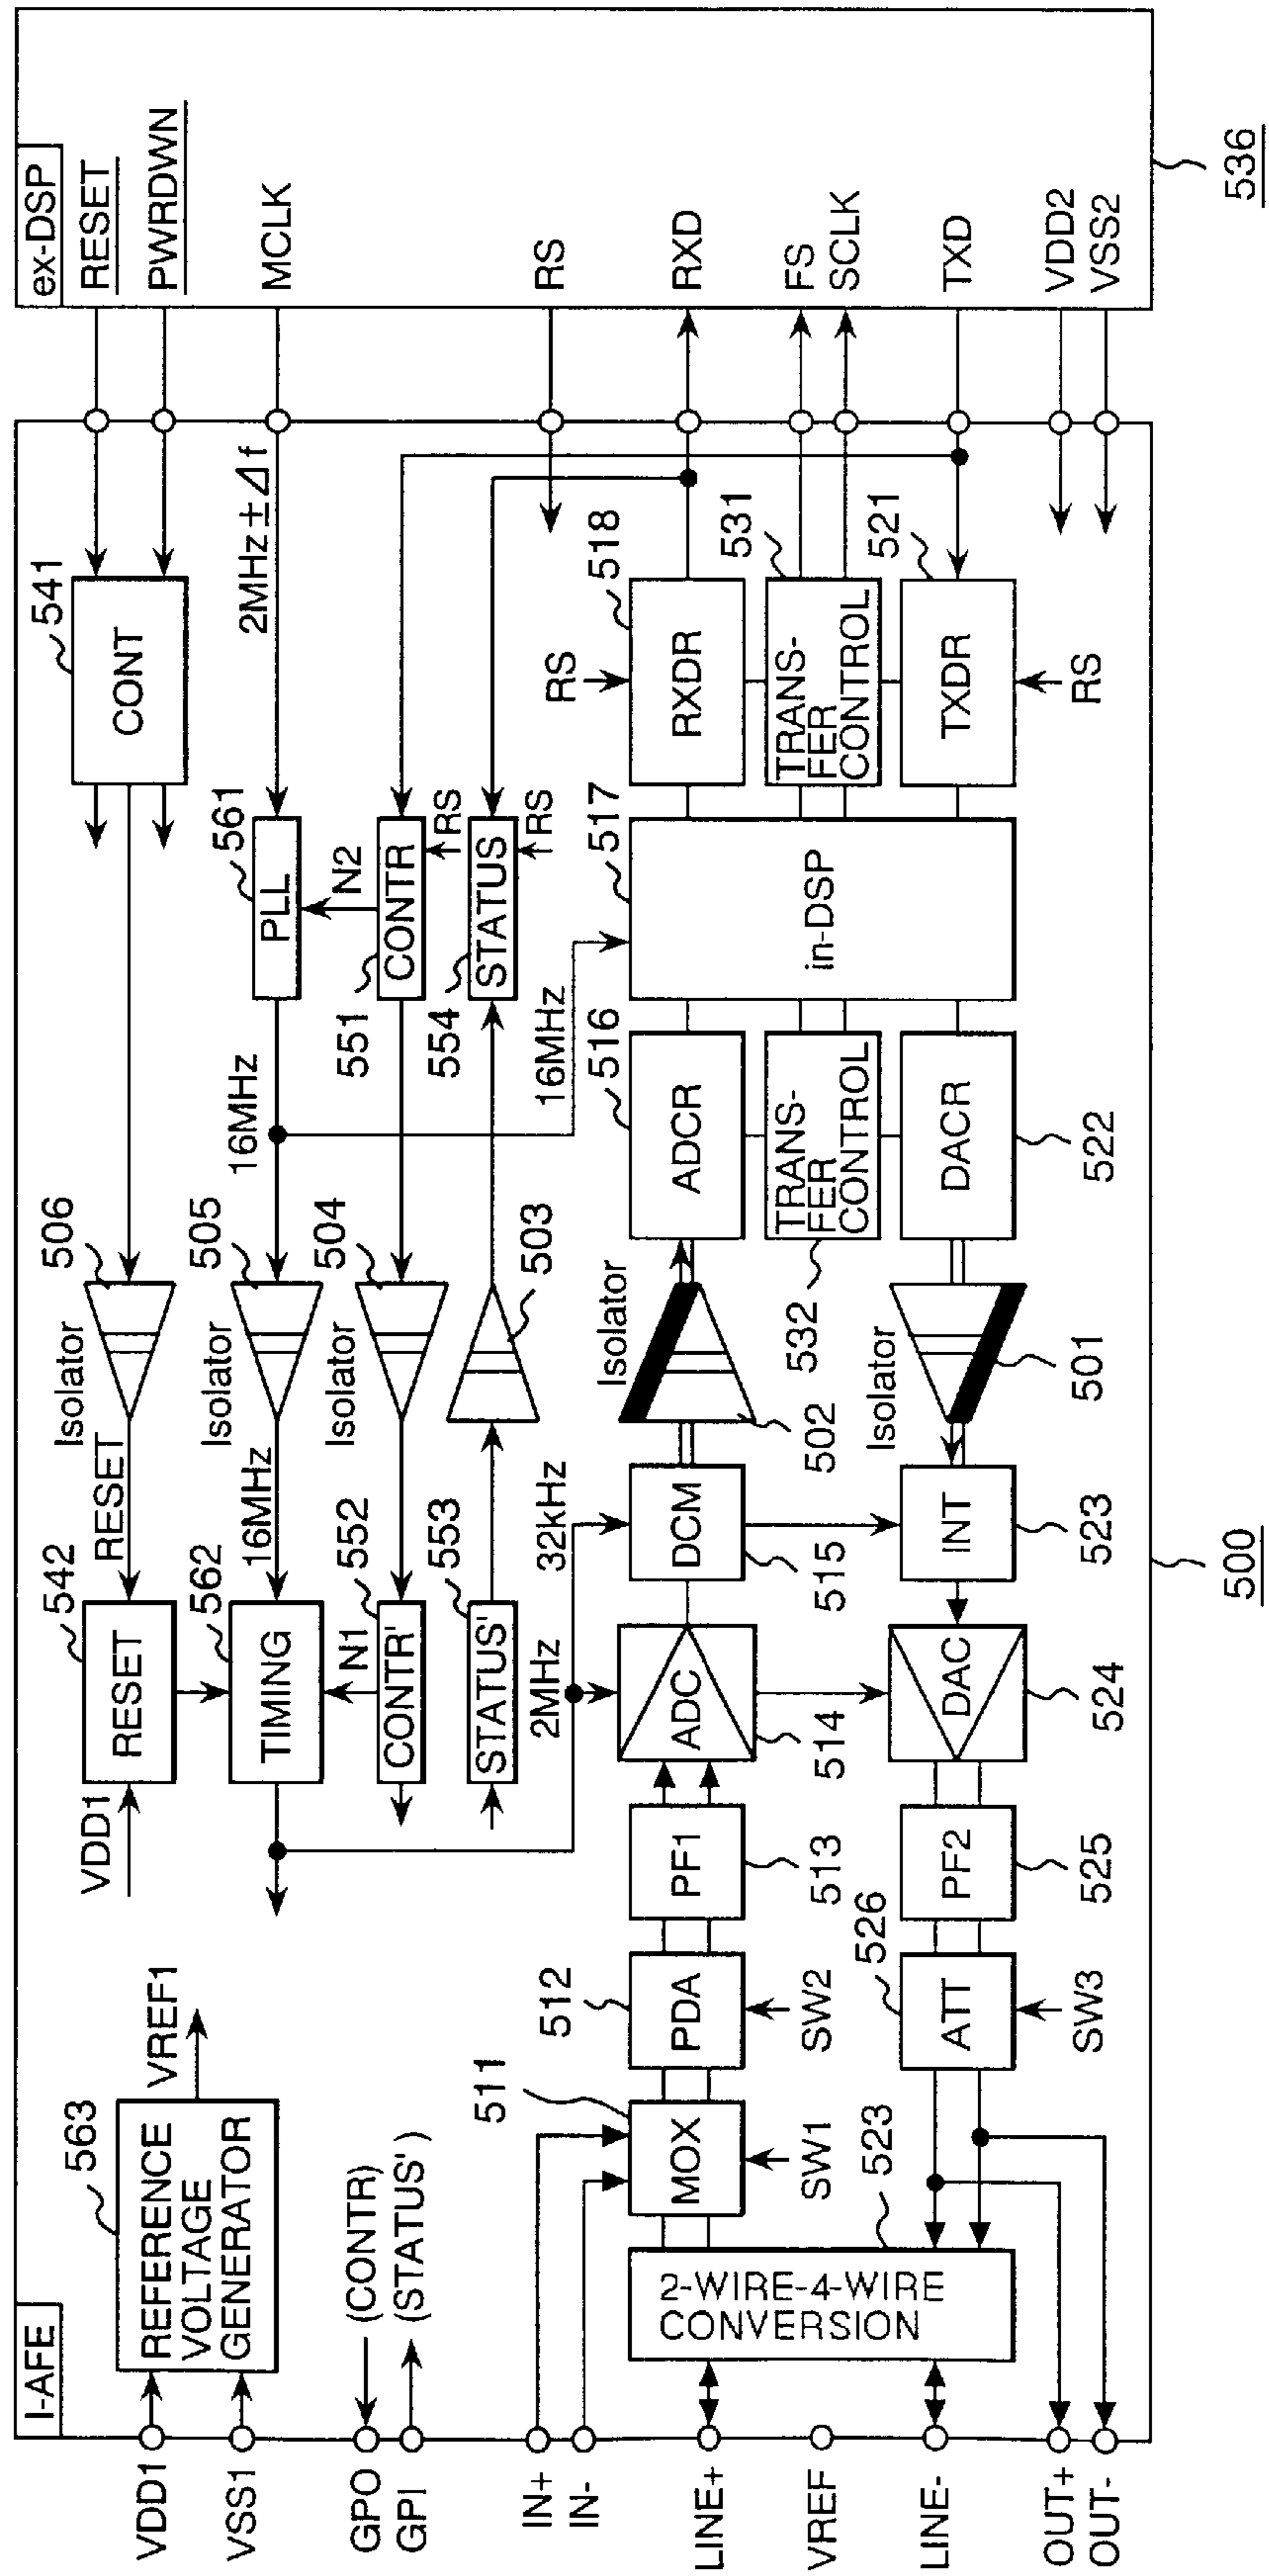 I-AFE
ex-DSP
VDD1
VSS1
GPO
GPI
IN+
IN-
LINE+
VREF
LINE-
OUT+
OUT-
563
REFERENCE
VOLTAGE
GENERATOR
VREF1
(CONTR)
(STATUS')
VDD1
542
RESET
RESET
Isolator
506
541
CONT
RESET
PWRDWN
562
TIMING
16MHz
Isolator
505
16MHz
561
PLL
2MHz±Δf
MCLK
N1
552
CONTR'
Isolator
504
551
CONTR
N2
RS
553
STATUS'
503
554
STATUS
RS
RS
2MHz
32kHz
16MHz
511
MOX
SW1
512
PDA
SW2
PF1
513
ADC
514
DCM
515
Isolator
502
516
ADCR
517
in-DSP
518
RXDR
RS
RXD
2-WIRE-4-WIRE
CONVERSION
523
532
TRANS-
FER
CONTROL
531
TRANS-
FER
CONTROL
FS
SCLK
526
ATT
SW3
PF2
525
DAC
524
INT
523
Isolator
501
DACR
522
521
TXDR
RS
TXD
VDD2
VSS2
500
536